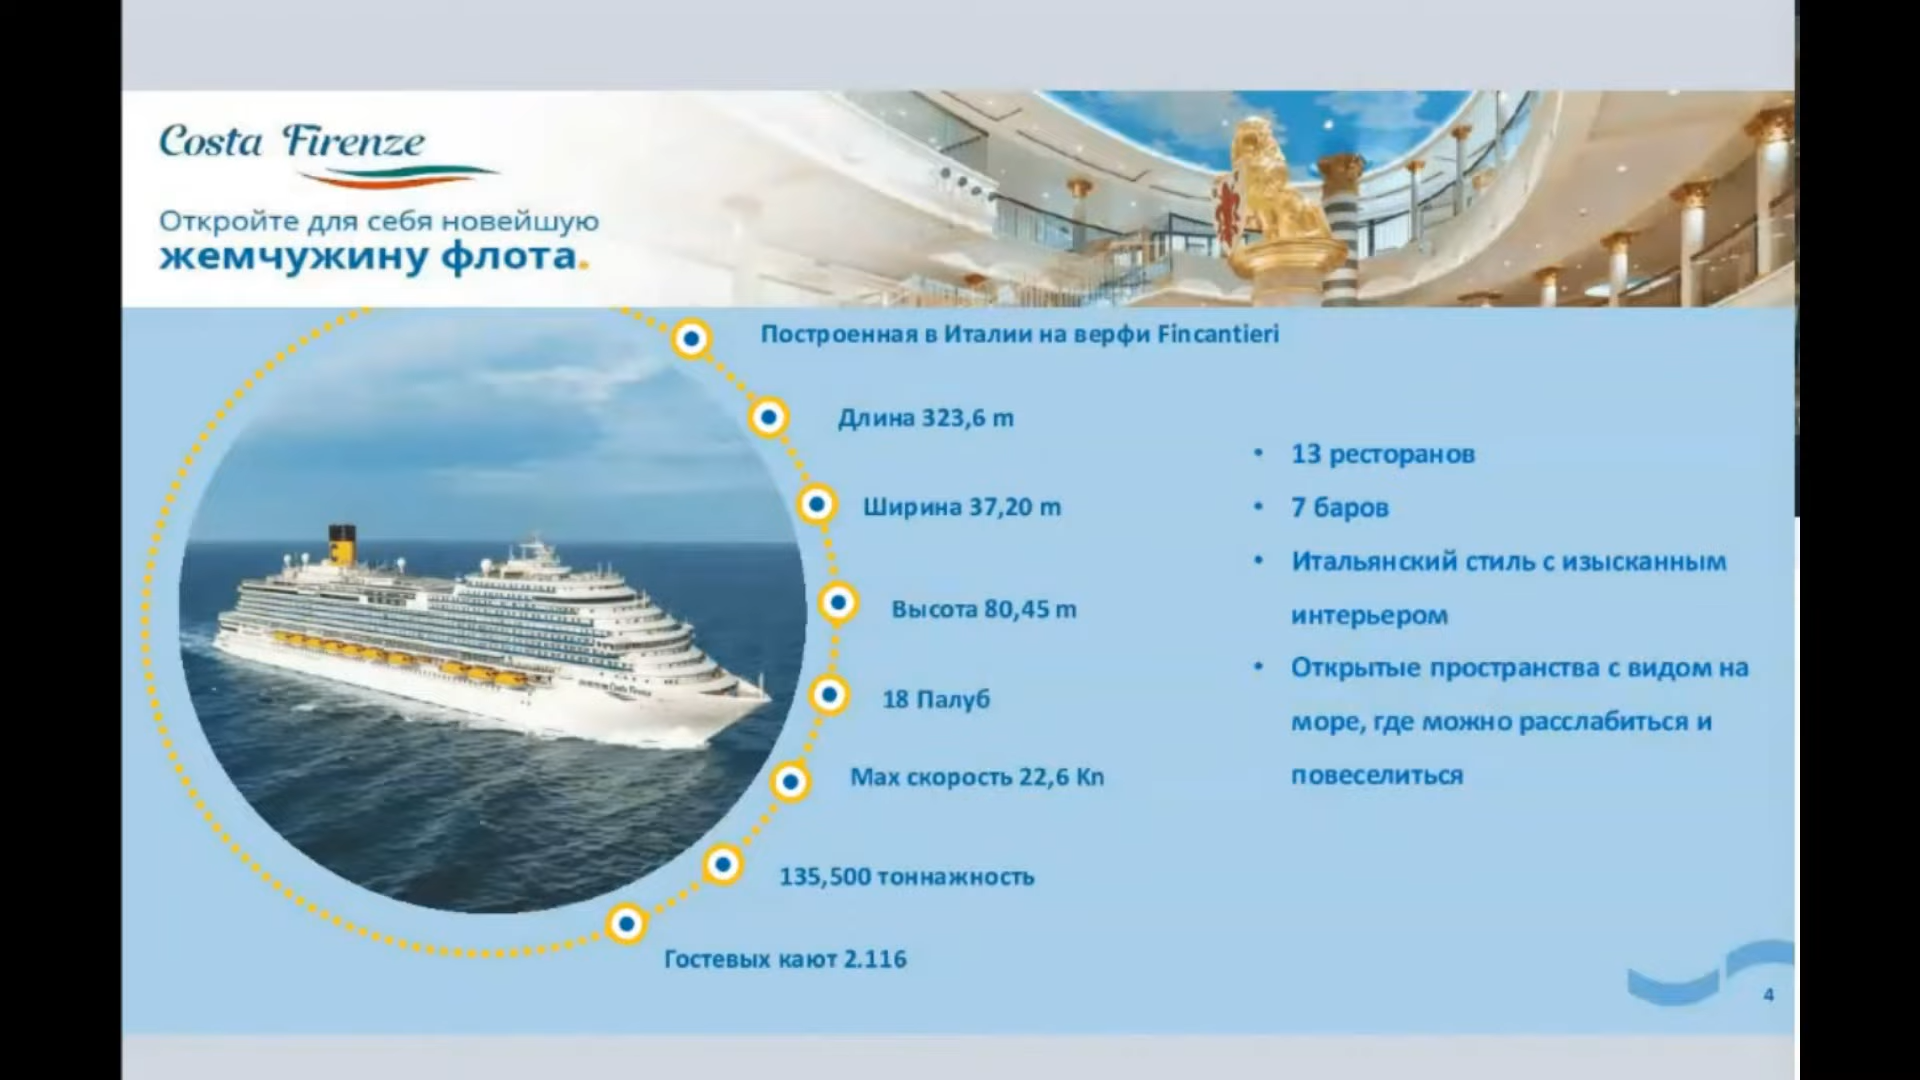 Costa Firenze
Откройте для себя новейшую
жемчужину флота.
Построенная в Италии на верфи Fincantieri
Длина 323,6 m
Ширина 37,20 m
Высота 80,45 m
18 Палуб
Max скорость 22,6 Kn
135,500 тоннажность
Гостевых кают 2.116
• 13 ресторанов
• 7 баров
• Итальянский стиль с изысканным
интерьером
• Открытые пространства с видом на
море, где можно расслабиться и
повеселиться
4